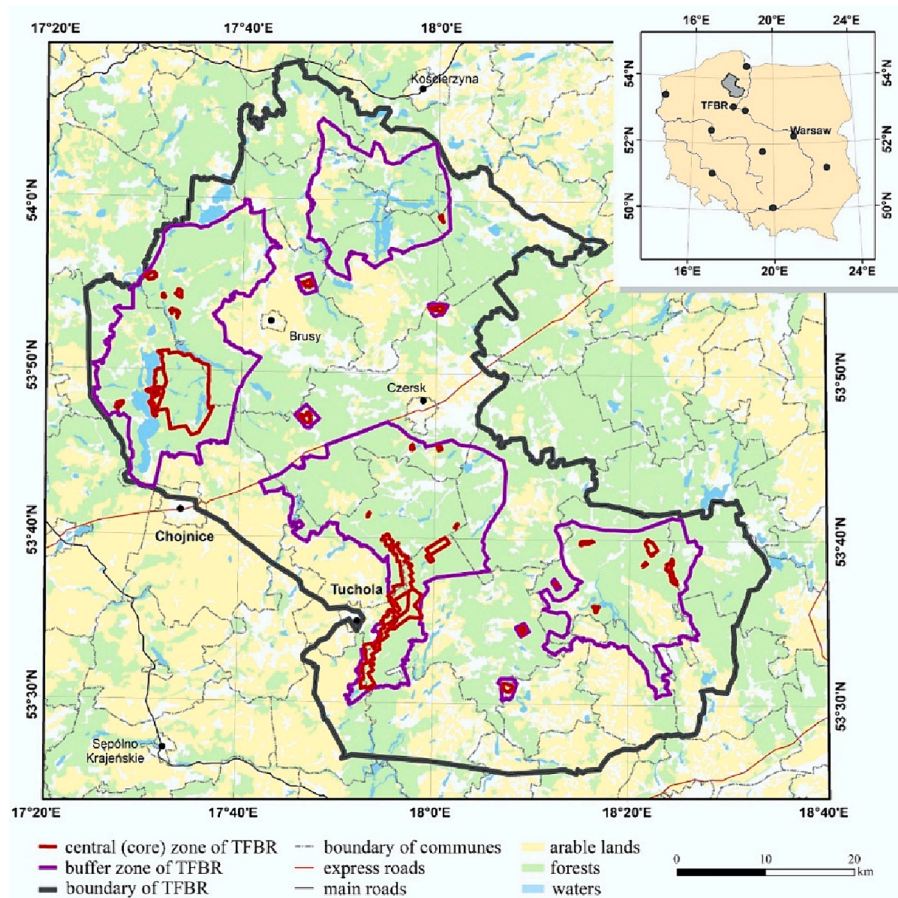 17°20'E 17°40'E 18°0'E
16°E 20°E 24°E
54°N 54°N
52°N 52°N
50°N 50°N
TFBR
Warsaw
16°E 20°E 24°E
Kościerzyna
54°0'N
Brusy
53°50'N 53°50'N
Czersk
53°40'N 53°40'N
Chojnice
Tuchola
53°30'N 53°30'N
Sępólno
Krajeńskie
17°20'E 17°40'E 18°0'E 18°20'E 18°40'E
central (core) zone of TFBR
buffer zone of TFBR
boundary of TFBR
boundary of communes
express roads
main roads
arable lands
forests
waters
0 10 20
km